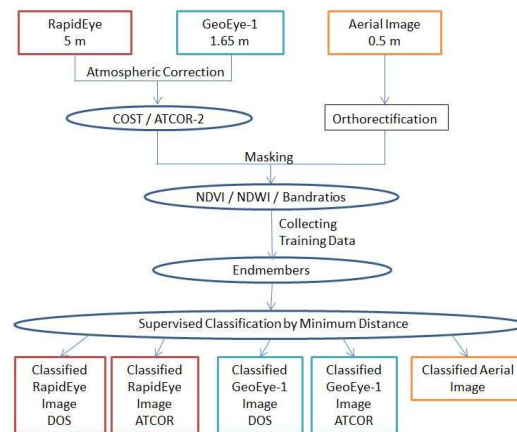 RapidEye
5 m
GeoEye-1
1.65 m
Aerial Image
0.5 m
Atmospheric Correction
COST / ATCOR-2
Orthorectification
Masking
NDVI / NDWI / Bandratios
Collecting
Training Data
Endmembers
Supervised Classification by Minimum Distance
Classified
RapidEye
Image
DOS
Classified
RapidEye
Image
ATCOR
Classified
GeoEye-1
Image
DOS
Classified
GeoEye-1
Image
ATCOR
Classified Aerial
Image